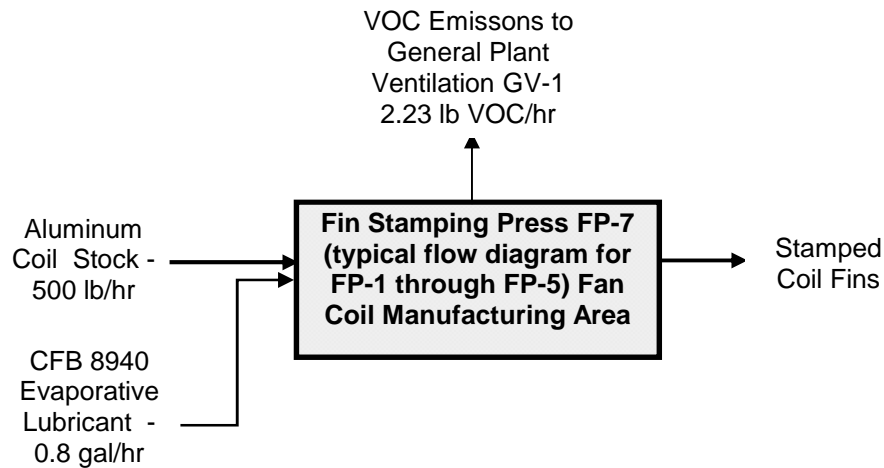 VOC Emissons to
General Plant
Ventilation GV-1
2.23 lb VOC/hr
Fin Stamping Press FP-7
(typical flow diagram for
FP-1 through FP-5) Fan
Coil Manufacturing Area
Aluminum
Coil Stock -
500 lb/hr
Stamped
Coil Fins
CFB 8940
Evaporative
Lubricant -
0.8 gal/hr